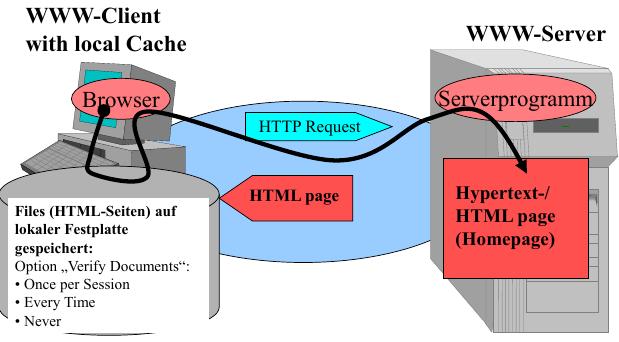 WWW-Client
with local Cache
WWW-Server
Browser
Serverprogramm
HTTP Request
HTML page
Hypertext-/
HTML page
(Homepage)
Files (HTML-Seiten) auf
lokaler Festplatte
gespeichert:
Option „Verify Documents“:
• Once per Session
• Every Time
• Never